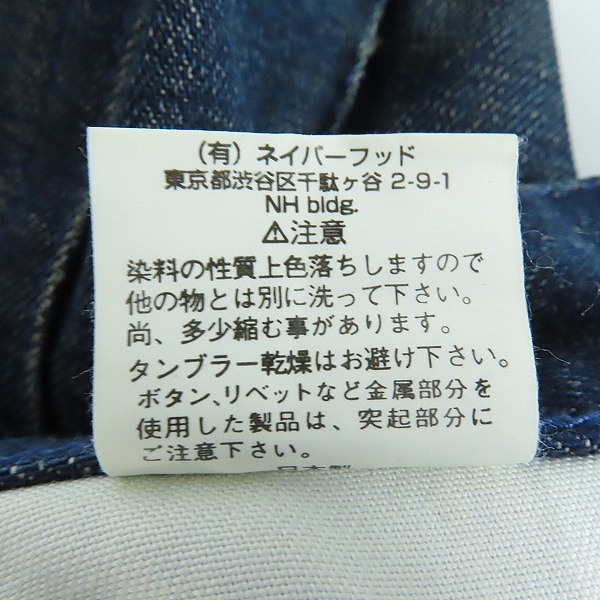 （有）ネイバーフッド
東京都渋谷区千駄ヶ谷 2-9-1
NH bldg.
⚠注意
染料の性質上色落ちしますので
他の物とは別に洗って下さい。
尚、多少縮む事があります。
タンブラー乾燥はお避け下さい。
ボタン、リベットなど金属部分を
使用した製品は、突起部分に
ご注意下さい。
日本製